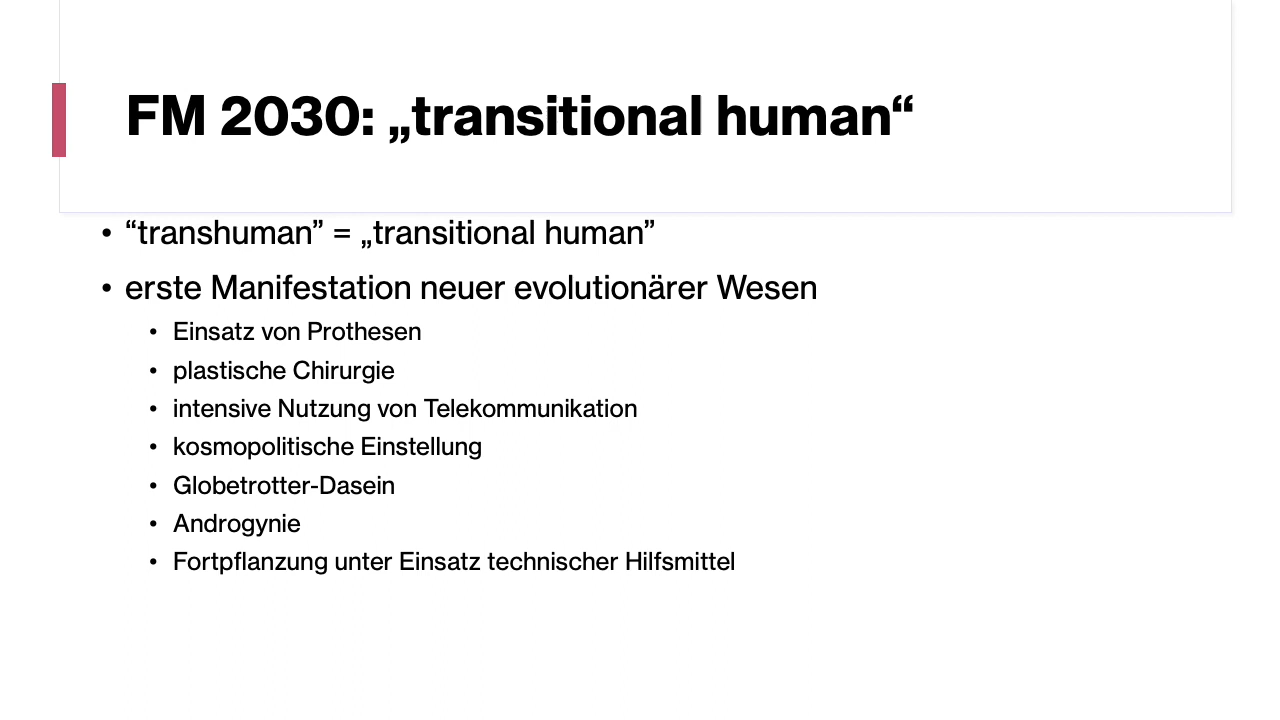 FM 2030: „transitional human“
• “transhuman” = „transitional human”
• erste Manifestation neuer evolutionärer Wesen
• Einsatz von Prothesen
• plastische Chirurgie
• intensive Nutzung von Telekommunikation
• kosmopolitische Einstellung
• Globetrotter-Dasein
• Androgynie
• Fortpflanzung unter Einsatz technischer Hilfsmittel